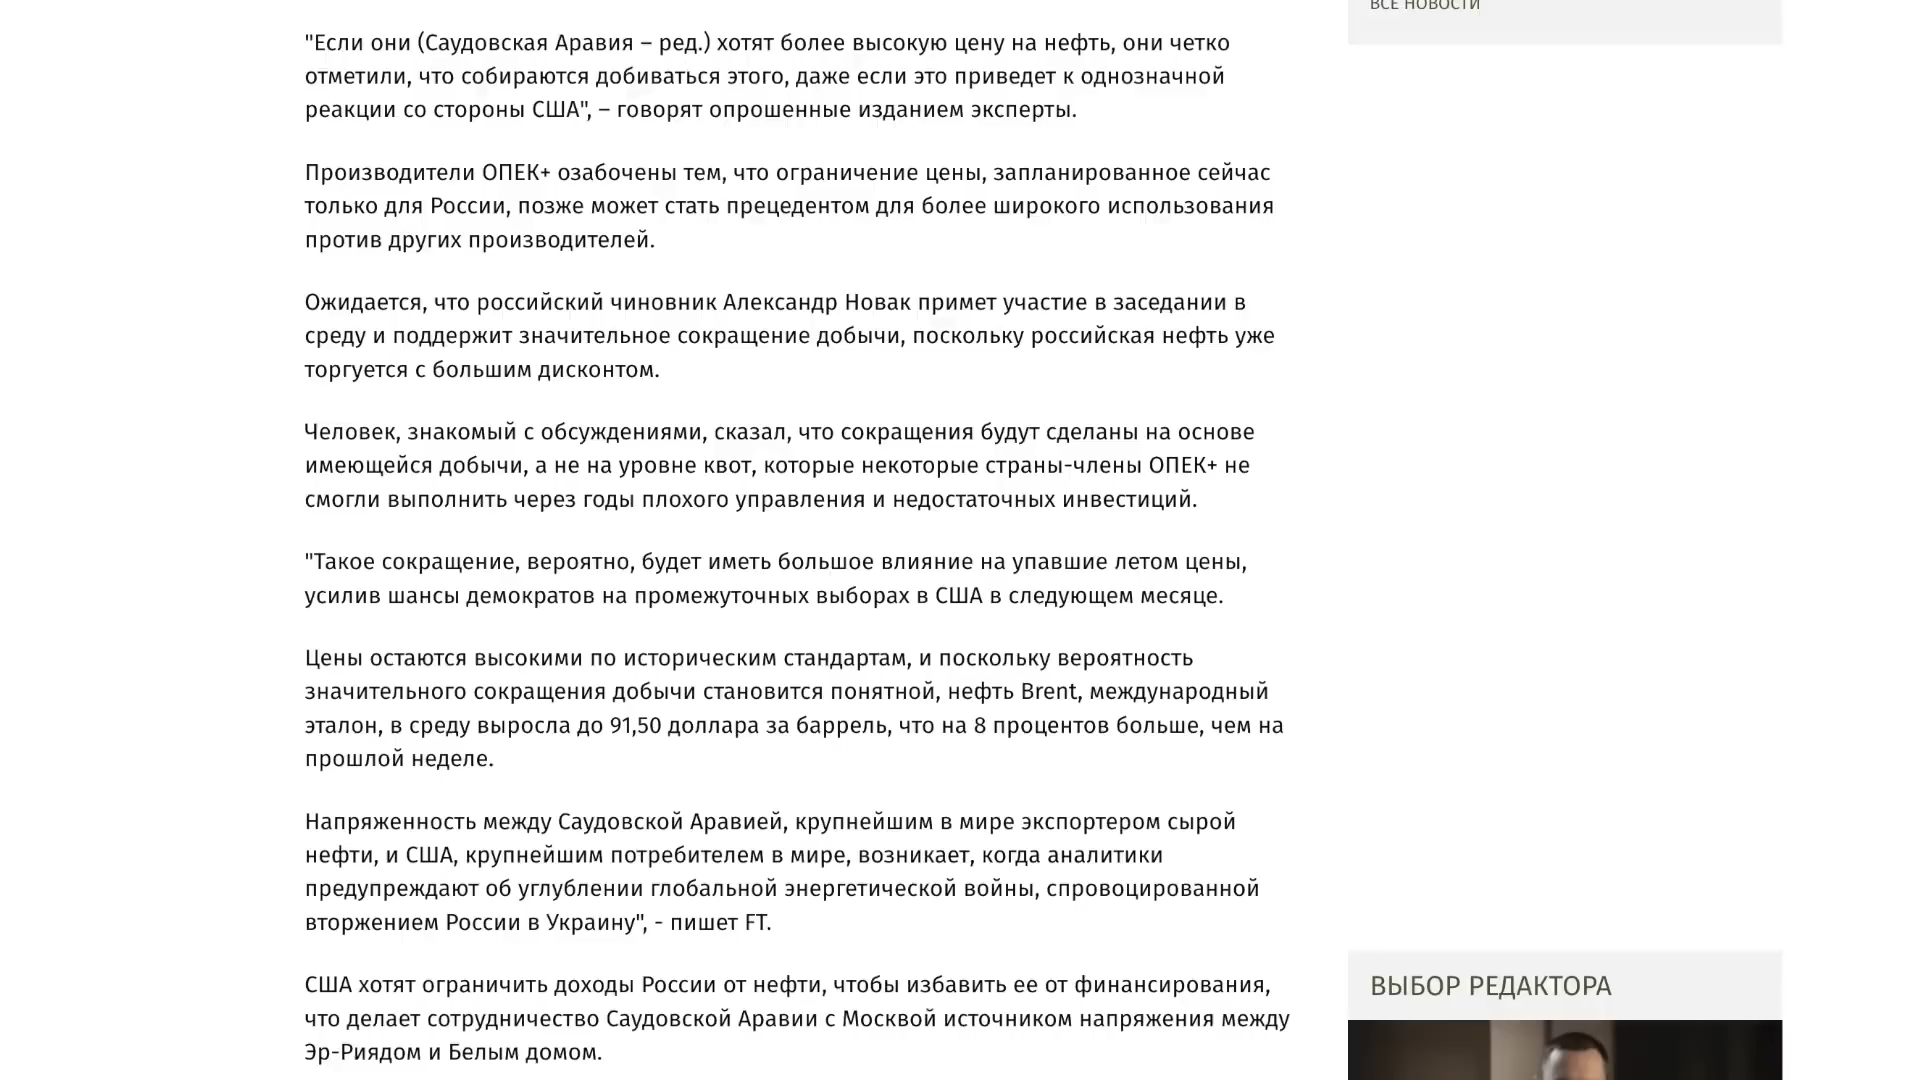 ВСЕ НОВОСТИ
"Если они (Саудовская Аравия – ред.) хотят более высокую цену на нефть, они четко
отметили, что собираются добиваться этого, даже если это приведет к однозначной
реакции со стороны США", – говорят опрошенные изданием эксперты.
Производители ОПЕК+ озабочены тем, что ограничение цены, запланированное сейчас
только для России, позже может стать прецедентом для более широкого использования
против других производителей.
Ожидается, что российский чиновник Александр Новак примет участие в заседании в
среду и поддержит значительное сокращение добычи, поскольку российская нефть уже
торгуется с большим дисконтом.
Человек, знакомый с обсуждениями, сказал, что сокращения будут сделаны на основе
имеющейся добычи, а не на уровне квот, которые некоторые страны-члены ОПЕК+ не
смогли выполнить через годы плохого управления и недостаточных инвестиций.
"Такое сокращение, вероятно, будет иметь большое влияние на упавшие летом цены,
усилив шансы демократов на промежуточных выборах в США в следующем месяце.
Цены остаются высокими по историческим стандартам, и поскольку вероятность
значительного сокращения добычи становится понятной, нефть Brent, международный
эталон, в среду выросла до 91,50 доллара за баррель, что на 8 процентов больше, чем на
прошлой неделе.
Напряженность между Саудовской Аравией, крупнейшим в мире экспортером сырой
нефти, и США, крупнейшим потребителем в мире, возникает, когда аналитики
предупреждают об углублении глобальной энергетической войны, спровоцированной
вторжением России в Украину", - пишет FT.
США хотят ограничить доходы России от нефти, чтобы избавить ее от финансирования,
что делает сотрудничество Саудовской Аравии с Москвой источником напряжения между
Эр-Риядом и Белым домом.
ВЫБОР РЕДАКТОРА